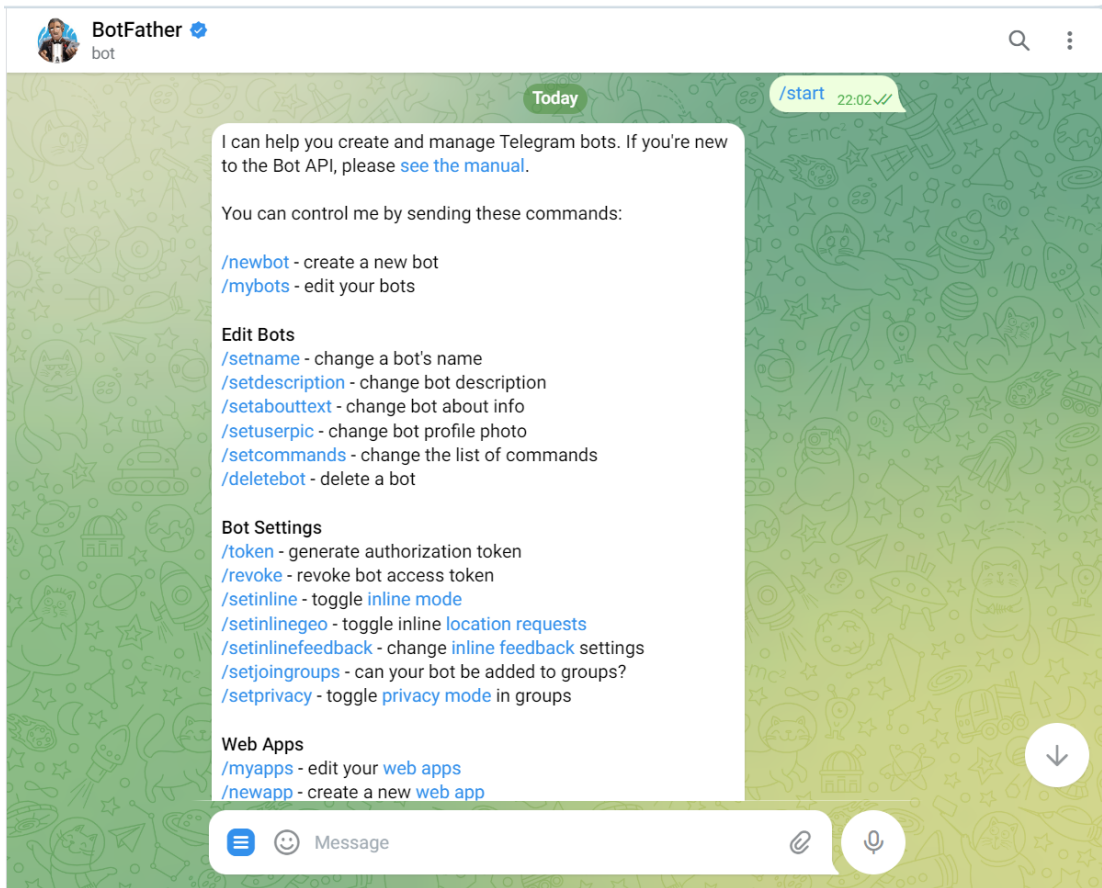 BotFather
bot
Today
/start 22:02
I can help you create and manage Telegram bots. If you're new
to the Bot API, please see the manual.
You can control me by sending these commands:
/newbot - create a new bot
/mybots - edit your bots
Edit Bots
/setname - change a bot's name
/setdescription - change bot description
/setabouttext - change bot about info
/setuserpic - change bot profile photo
/setcommands - change the list of commands
/deletebot - delete a bot
Bot Settings
/token - generate authorization token
/revoke - revoke bot access token
/setinline - toggle inline mode
/setinlinegeo - toggle inline location requests
/setinlinefeedback - change inline feedback settings
/setjoingroups - can your bot be added to groups?
/setprivacy - toggle privacy mode in groups
Web Apps
/myapps - edit your web apps
/newapp - create a new web app
Message
E=mc²
E=mc
E=mc